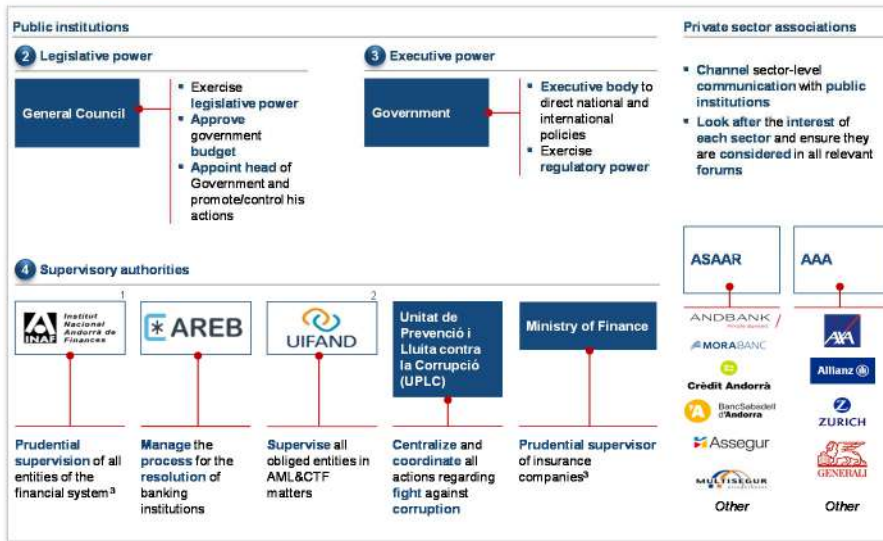 Public institutions
Private sector associations
2 Legislative power
General Council
▪ Exercise
legislative power
▪ Approve
government
budget
▪ Appoint head of
Government and
promote/control his
actions
3 Executive power
Government
▪ Executive body to
direct national and
international
policies
▪ Exercise
regulatory power
▪ Channel sector-level
communication with public
institutions
▪ Look after the interest of
each sector and ensure they
are considered in all relevant
forums
4 Supervisory authorities
1
INAF
Institut
Nacional
Andorrà de
Finances
Prudential
supervision of all
entities of the
financial system³
AREB
Manage the
process for the
resolution of
banking
institutions
2
UIFAND
Supervise all
obliged entities in
AML&CTF
matters
Unitat de
Prevenció i
Lluita contra
la Corrupció
(UPLC)
Centralize and
coordinate all
actions regarding
fight against
corruption
Ministry of Finance
Prudential supervisor
of insurance
companies³
ASAAR
ANDBANK
MORABANC
Crèdit Andorrà
BancSabadell
d'Andorra
Assegur
MULTISEGUR
Other
AAA
AXA
Allianz
ZURICH
GENERALI
Other